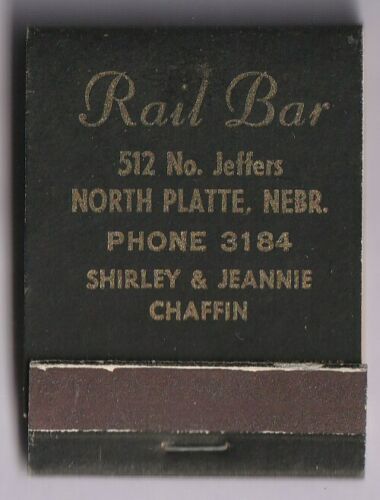 Rail Bar
512 No. Jeffers
NORTH PLATTE, NEBR.
PHONE 3184
SHIRLEY & JEANNIE
CHAFFIN